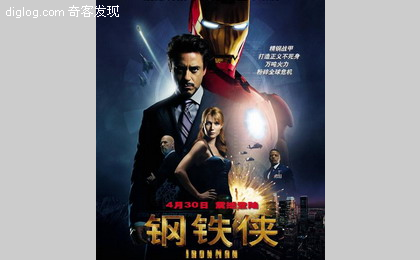 diglog.com 奇客发现
精钢战甲
打造正义不死身
万吨火力
粉碎全球危机
4月30日 震撼登陆
钢铁侠
IRONMAN